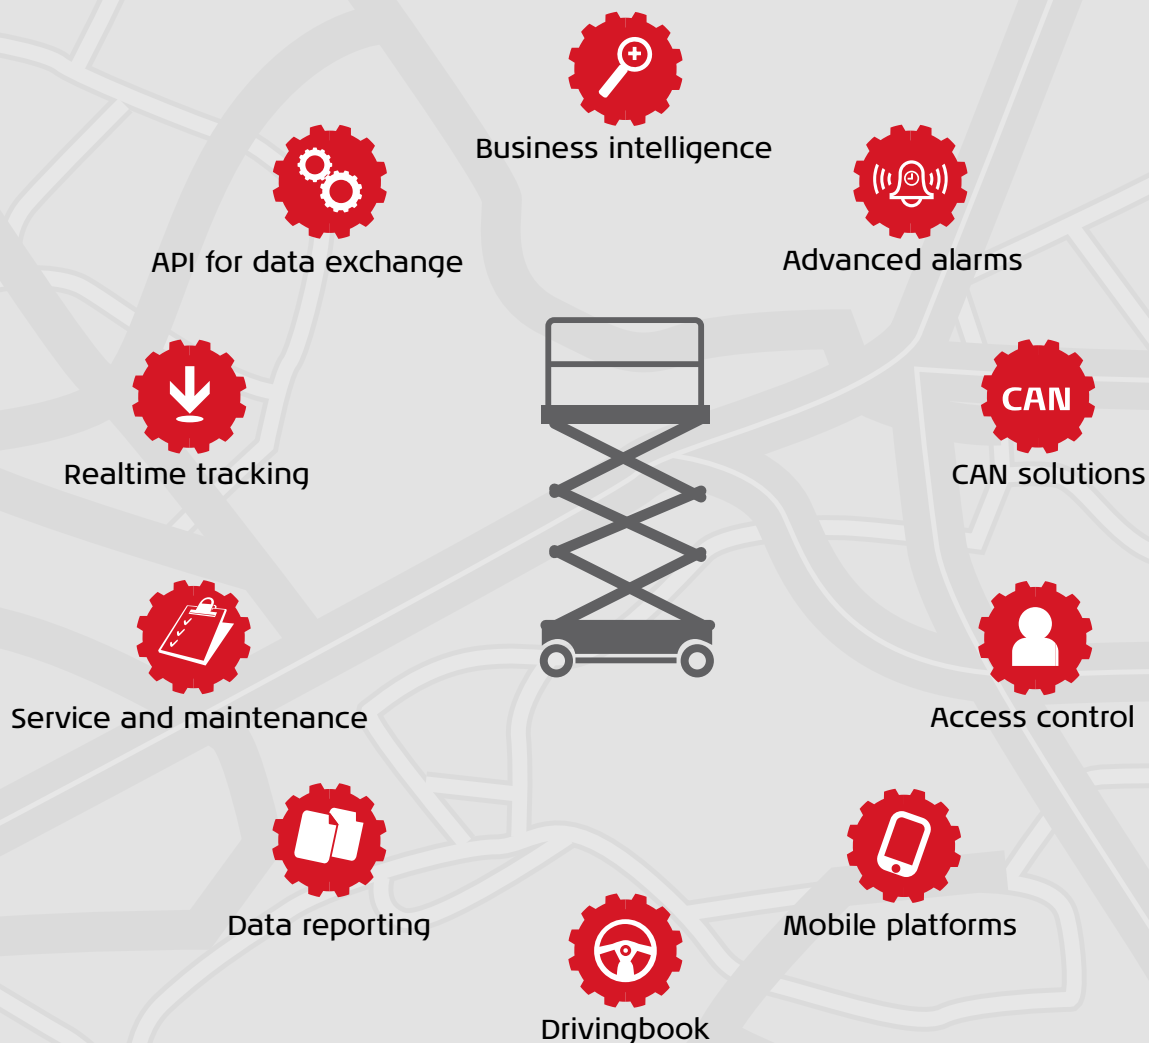 Business intelligence
API for data exchange
Advanced alarms
Realtime tracking
CAN
CAN solutions
Service and maintenance
Access control
Data reporting
Mobile platforms
Drivingbook